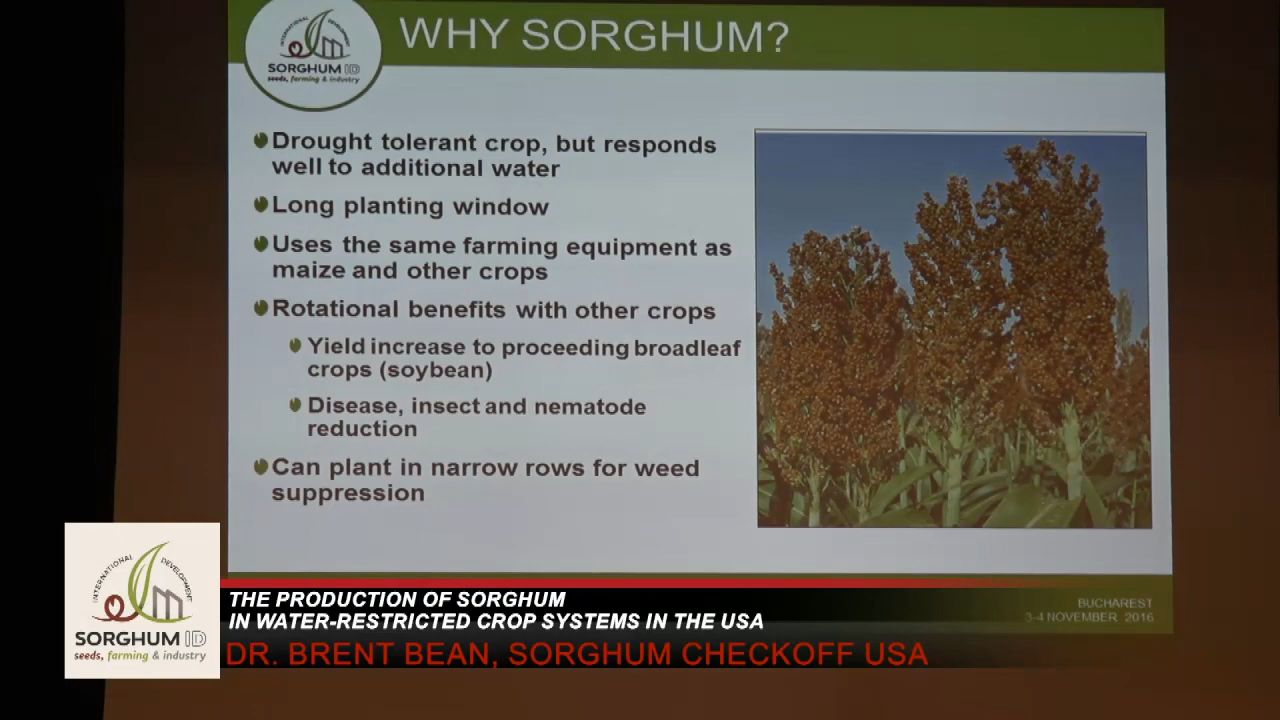 INTERNATIONAL DEVELOPMENT
SORGHUM ID
seeds, farming & industry
WHY SORGHUM?
Drought tolerant crop, but responds
well to additional water
Long planting window
Uses the same farming equipment as
maize and other crops
Rotational benefits with other crops
Yield increase to proceeding broadleaf
crops (soybean)
Disease, insect and nematode
reduction
Can plant in narrow rows for weed
suppression
BUCHAREST
3-4 NOVEMBER 2016
INTERNATIONAL DEVELOPMENT
SORGHUM ID
seeds, farming & industry
THE PRODUCTION OF SORGHUM
IN WATER-RESTRICTED CROP SYSTEMS IN THE USA
DR. BRENT BEAN, SORGHUM CHECKOFF USA